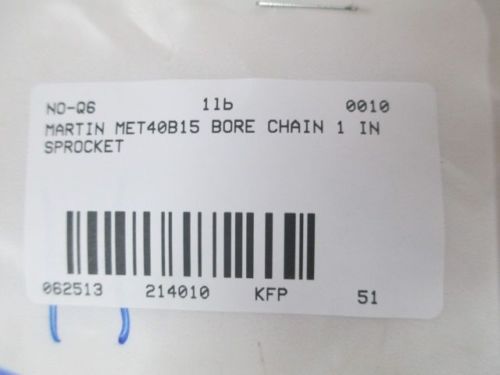 NO-Q6 1lb 0010
MARTIN MET40B15 BORE CHAIN 1 IN
SPROCKET
062513 214010 KFP 51